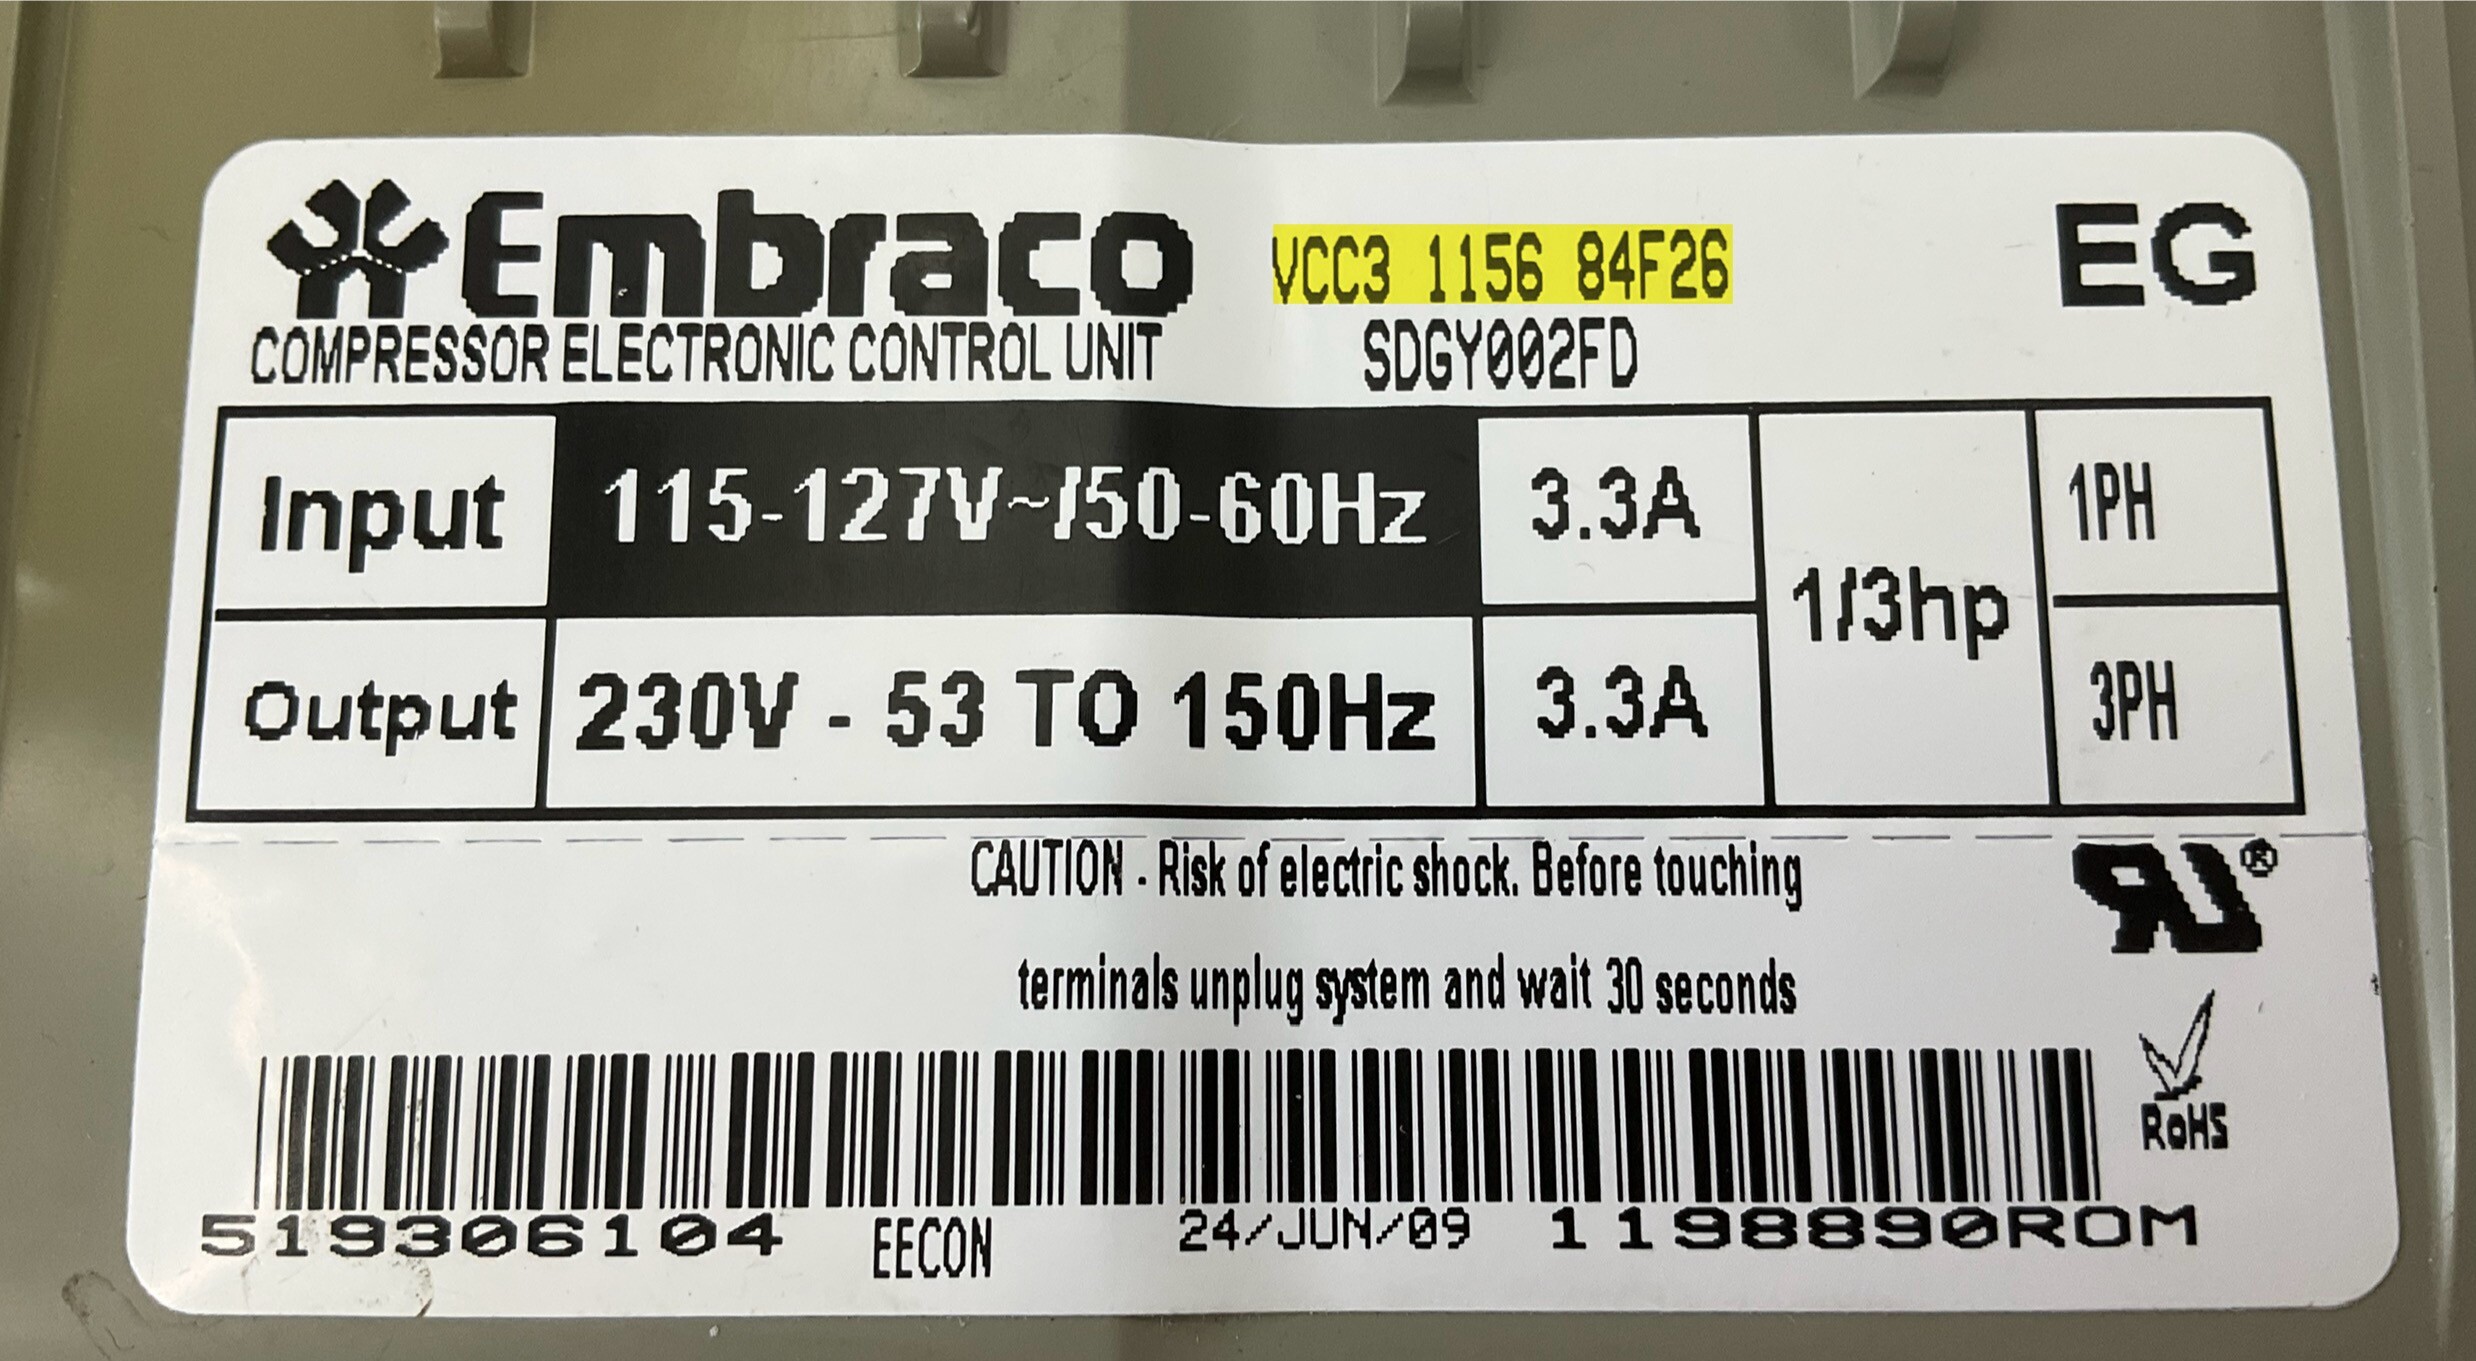 Embraco VCC3 1156 84F26 EG
COMPRESSOR ELECTRONIC CONTROL UNIT SDGY002FD
Input 115-127V~/50-60Hz 3.3A 1/3hp 1PH
Output 230V - 53 TO 150Hz 3.3A 3PH
CAUTION - Risk of electric shock. Before touching
terminals unplug system and wait 30 seconds
RU®
RoHS
519306104 EECON 24/JUN/09 1198890ROM